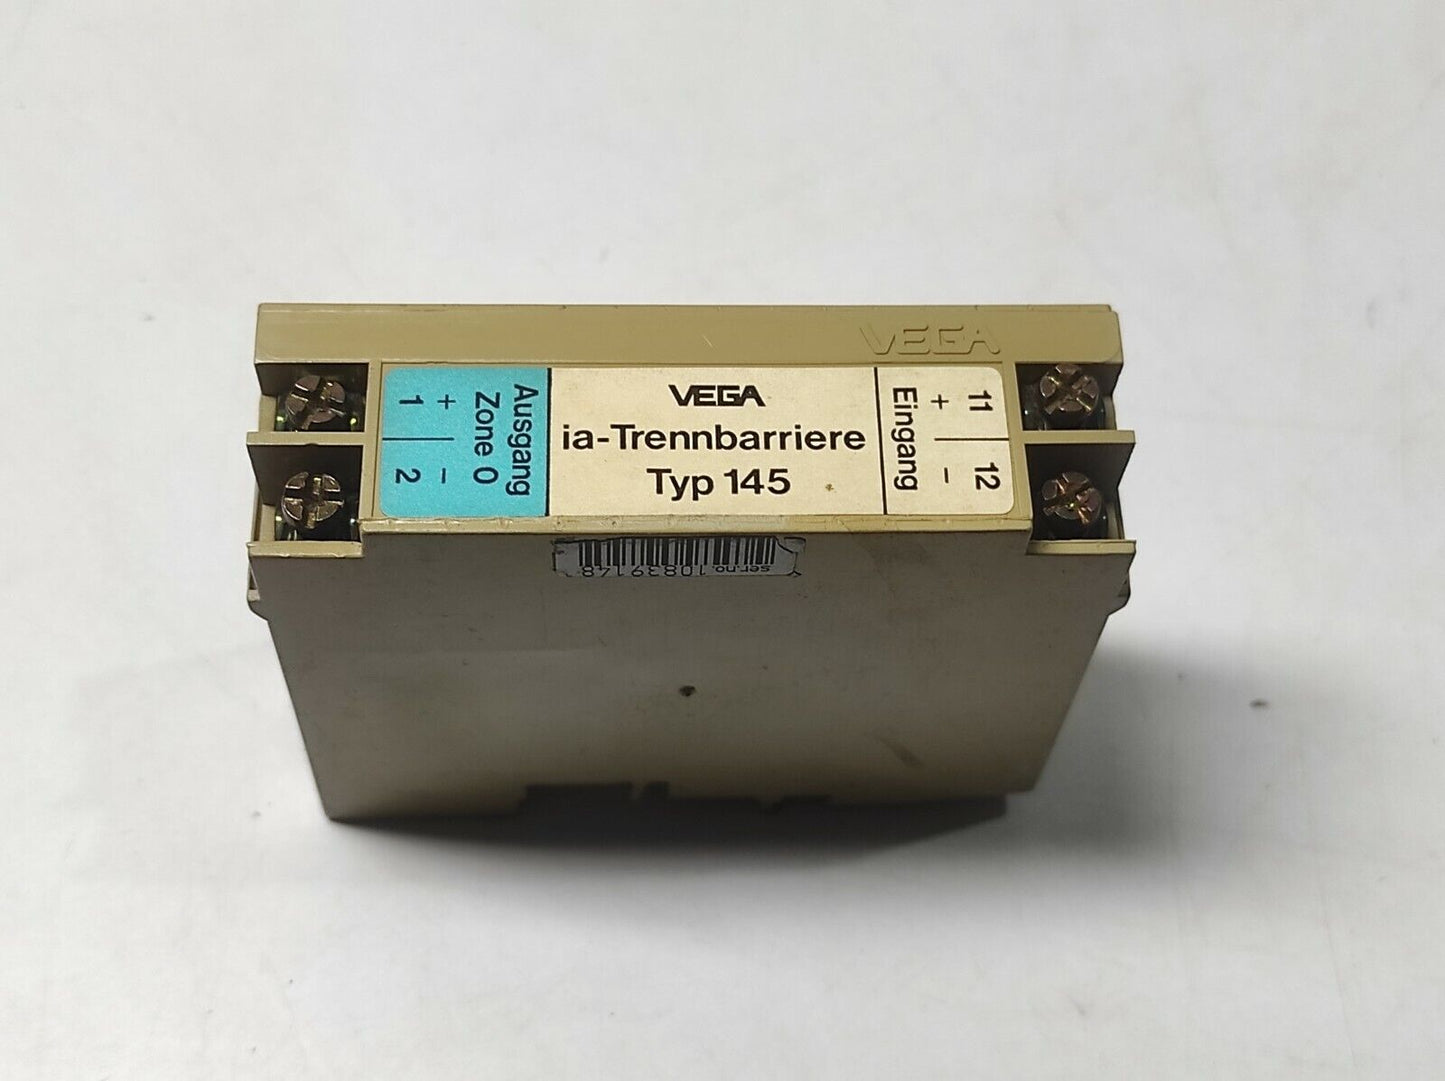 VEGA
VEGA
ia-Trennbarriere
Typ 145
Ausgang
Zone 0
+ -
1 2
Eingang
+ -
11 12
ser.no. 10839148